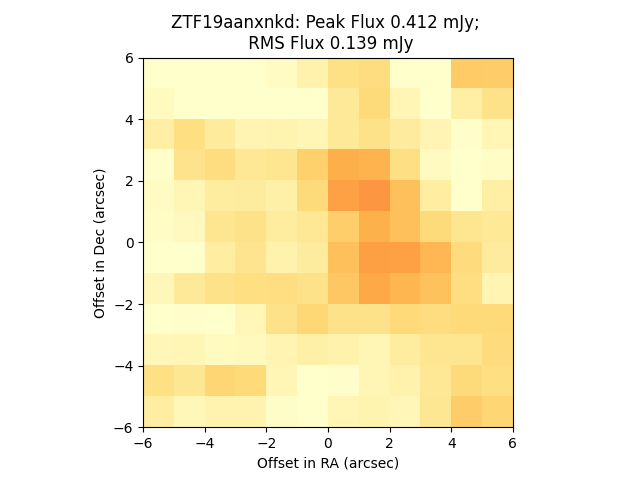 ZTF19aanxnkd: Peak Flux 0.412 mJy;
RMS Flux 0.139 mJy
6
4
2
0
−2
−4
−6
Offset in Dec (arcsec)
−6 −4 −2 0 2 4 6
Offset in RA (arcsec)